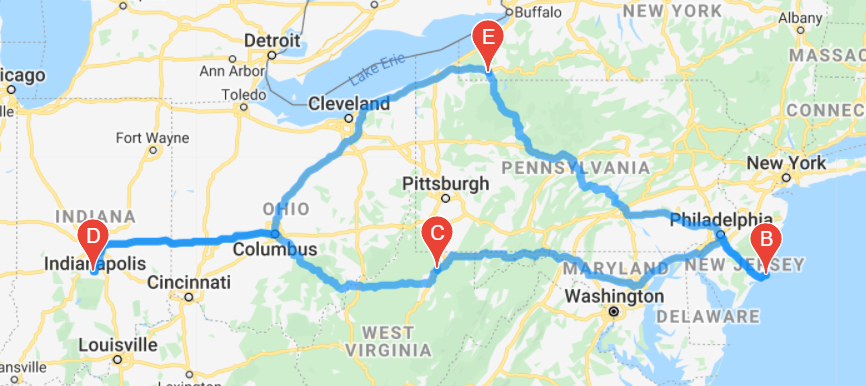 Buffalo
NEW YORK
Albany
E
Detroit
MASSAC
Ann Arbor
Lake Erie
icago
Toledo
Cleveland
CONNEC
Fort Wayne
New York
PENNSYLVANIA
Pittsburgh
INDIANA
OHIO
Philadelphia
D
C
B
Columbus
Indianapolis
MARYLAND
NEW JERSEY
Cincinnati
Washington
DELAWARE
WEST
VIRGINIA
Louisville
ansville
Lexington